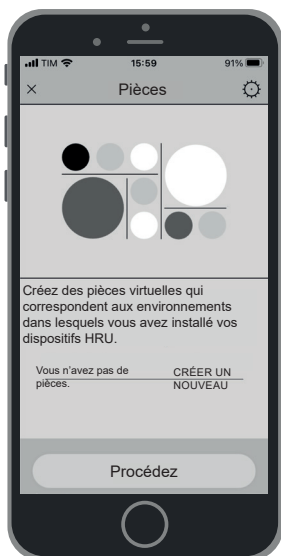 TIM
15:59
91%
Pièces
Créez des pièces virtuelles qui
correspondent aux environnements
dans lesquels vous avez installé vos
dispositifs HRU.
Vous n’avez pas de
pièces.
CRÉER UN
NOUVEAU
Procédez